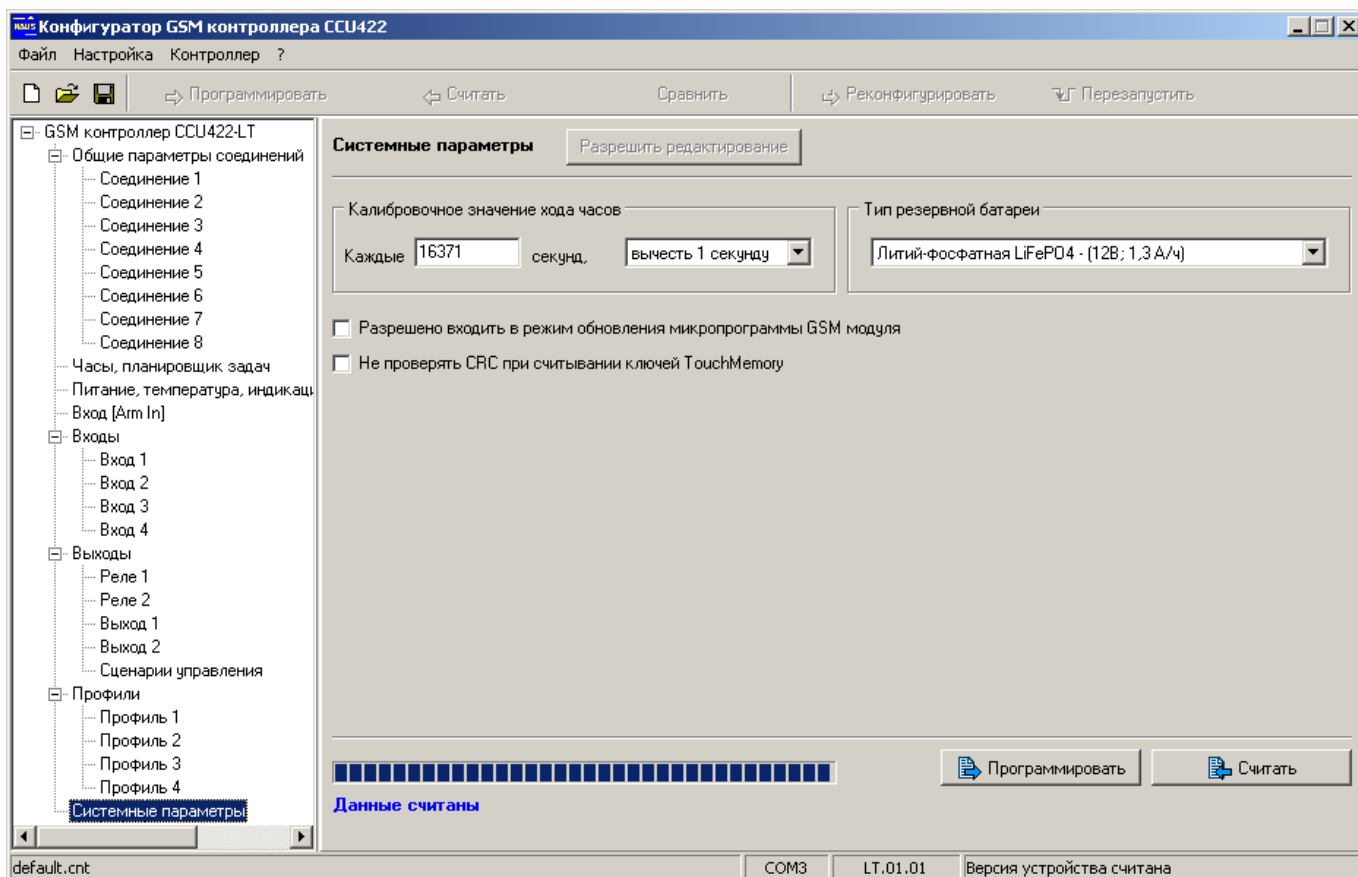 Конфигуратор GSM контроллера CCU422
Файл Настройка Контроллер ?
Программировать Считать Сравнить Реконфигурировать Перезапустить
GSM контроллер CCU422-LT
Общие параметры соединений
Соединение 1
Соединение 2
Соединение 3
Соединение 4
Соединение 5
Соединение 6
Соединение 7
Соединение 8
Часы, планировщик задач
Питание, температура, индикаци
Вход [Arm In]
Входы
Вход 1
Вход 2
Вход 3
Вход 4
Выходы
Реле 1
Реле 2
Выход 1
Выход 2
Сценарии управления
Профили
Профиль 1
Профиль 2
Профиль 3
Профиль 4
Системные параметры
Системные параметры Разрешить редактирование
Калибровочное значение хода часов
Каждые 16371 секунд, вычесть 1 секунду
Тип резервной батареи
Литий-фосфатная LiFePO4 - (12В; 1,3 А/ч)
Разрешено входить в режим обновления микропрограммы GSM модуля
Не проверять CRC при считывании ключей TouchMemory
Программировать Считать
Данные считаны
default.cnt COM3 LT.01.01 Версия устройства считана